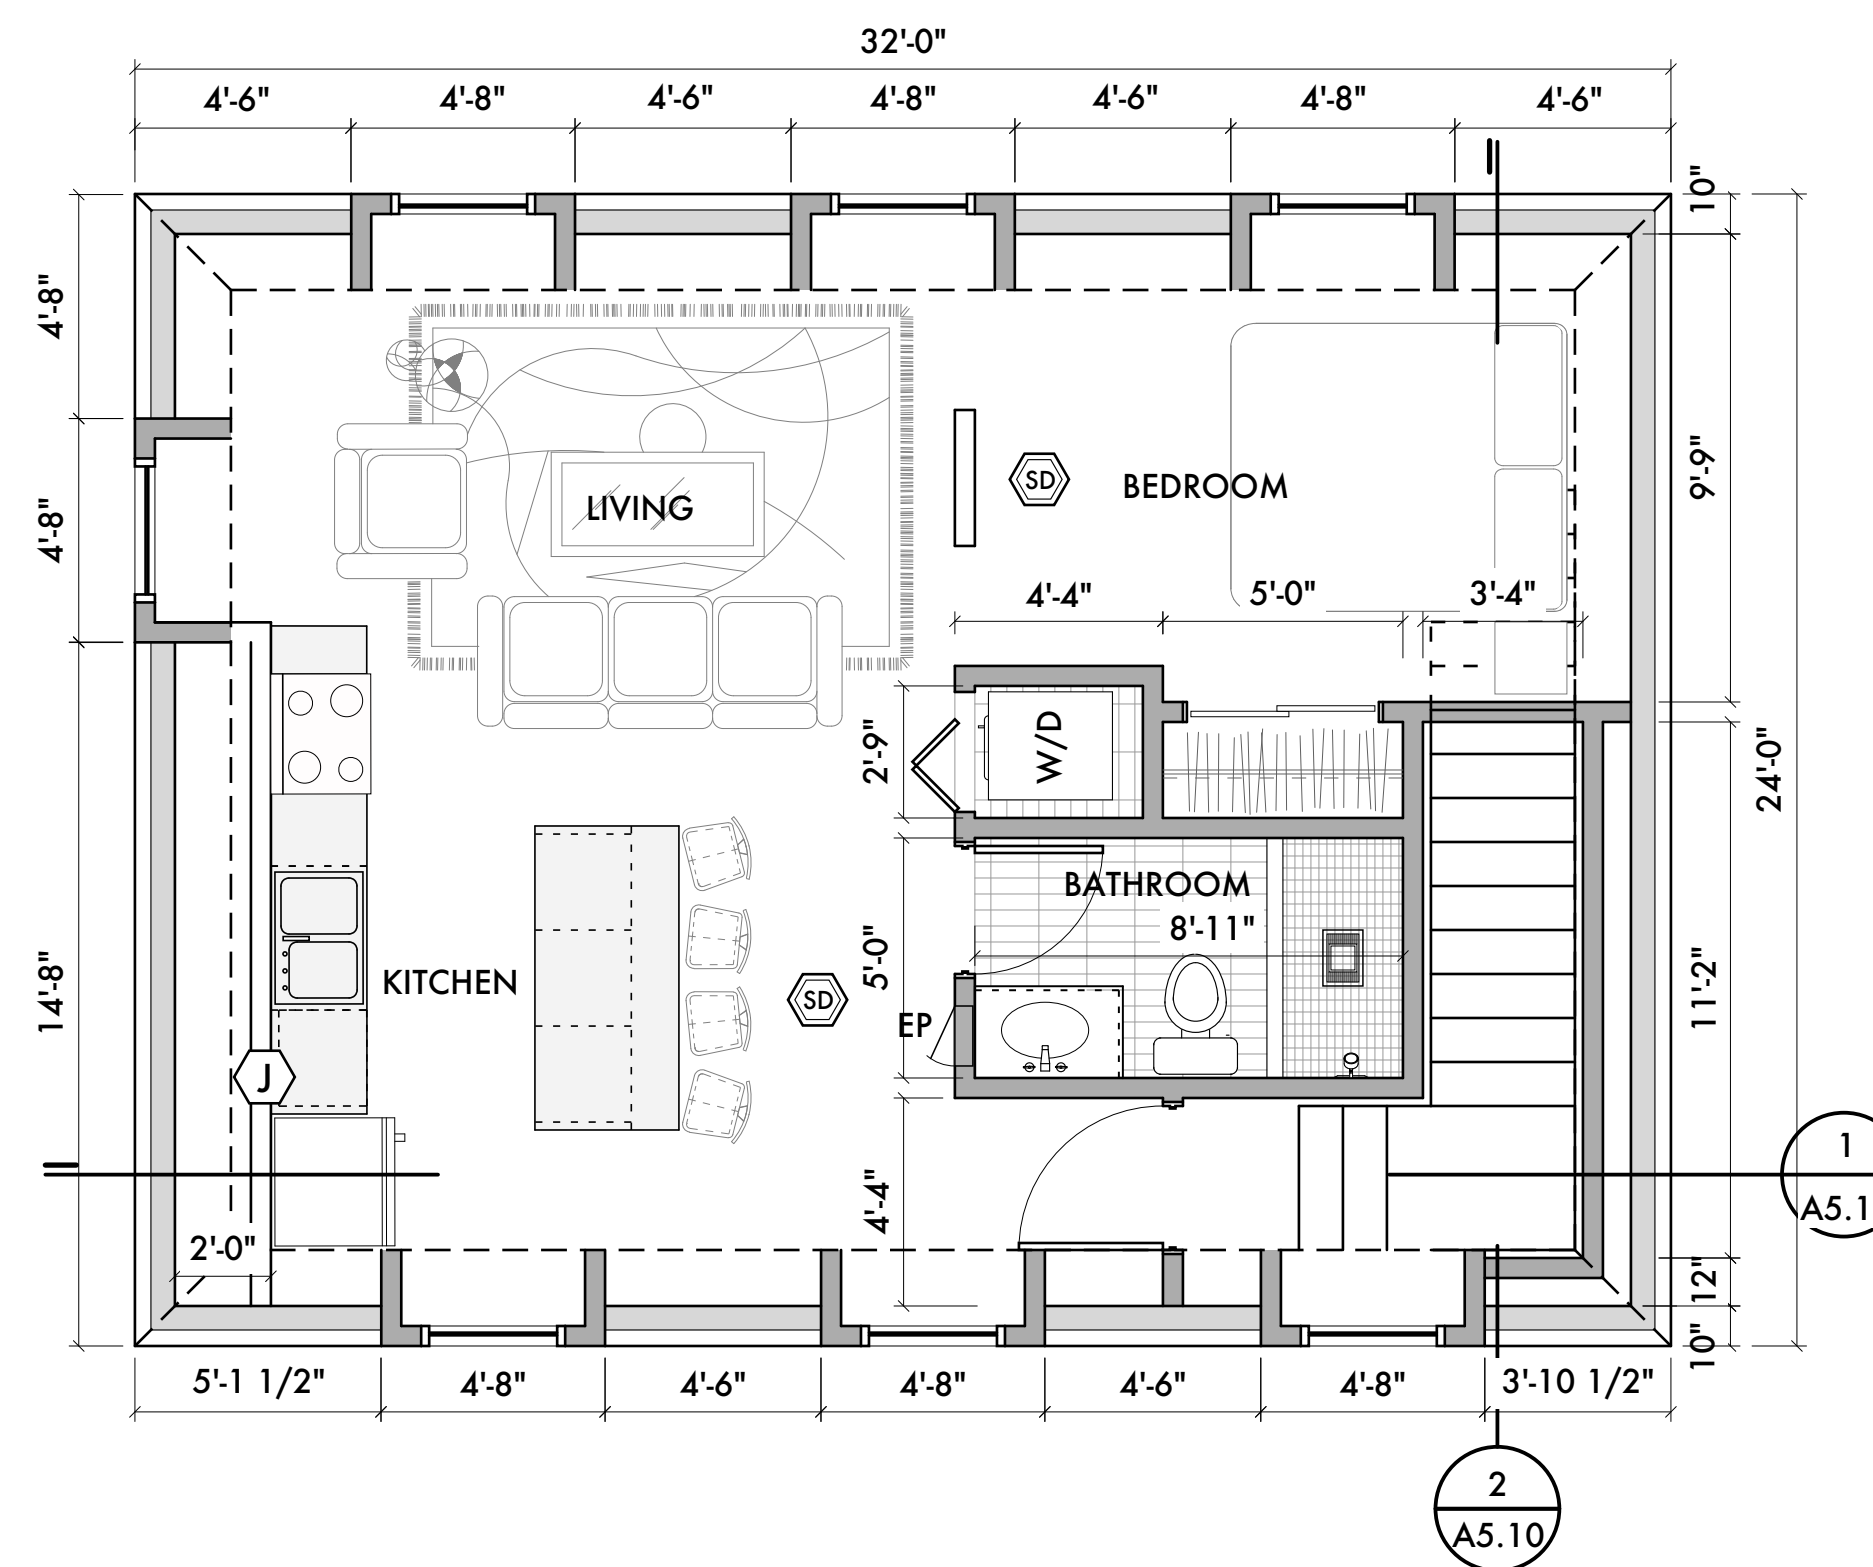 32'-0"
4'-6" 4'-8" 4'-6" 4'-8" 4'-6" 4'-8" 4'-6"
10"
4'-8"
9'-9"
SD
BEDROOM
LIVING
4'-8"
4'-4" 5'-0" 3'-4"
2'-9"
W/D
24'-0"
BATHROOM
8'-11"
5'-0"
KITCHEN
SD
14'-8"
11'-2"
EP
J
1
A5.1
4'-4"
2'-0"
12"
10"
5'-1 1/2" 4'-8" 4'-6" 4'-8" 4'-6" 4'-8" 3'-10 1/2"
2
A5.10